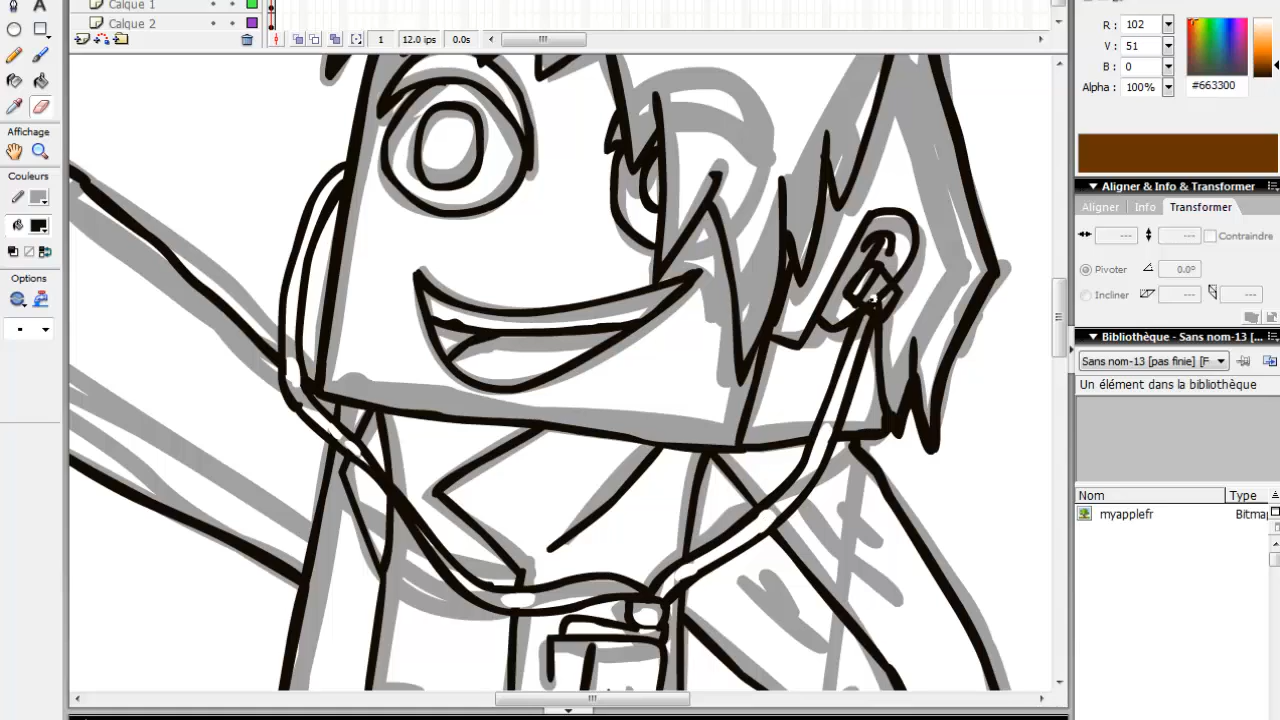 A
Calque 1
Calque 2
1 12.0 ips 0.0s
Affichage
Couleurs
Options
R : 102
V : 51
B : 0
Alpha : 100%
#663300
Aligner & Info & Transformer
Aligner Info Transformer
--- --- Contraindre
Pivoter 0.0°
Incliner --- ---
Bibliothèque - Sans nom-13 [...
Sans nom-13 [pas finie] [F
Un élément dans la bibliothèque
Nom Type
myapplefr Bitmap